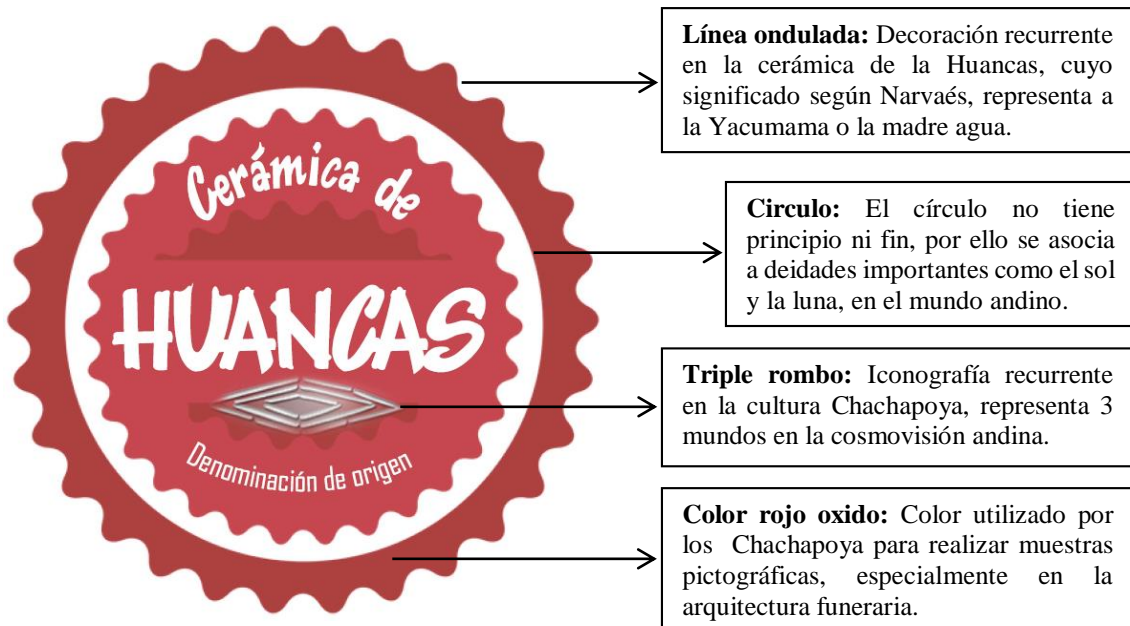 Cerámica de
HUANCAS
Denominación de origen
Línea ondulada: Decoración recurrente
en la cerámica de la Huancas, cuyo
significado según Narvaés, representa a
la Yacumama o la madre agua.
Circulo: El círculo no tiene
principio ni fin, por ello se asocia
a deidades importantes como el sol
y la luna, en el mundo andino.
Triple rombo: Iconografía recurrente
en la cultura Chachapoya, representa 3
mundos en la cosmovisión andina.
Color rojo oxido: Color utilizado por
los Chachapoya para realizar muestras
pictográficas, especialmente en la
arquitectura funeraria.